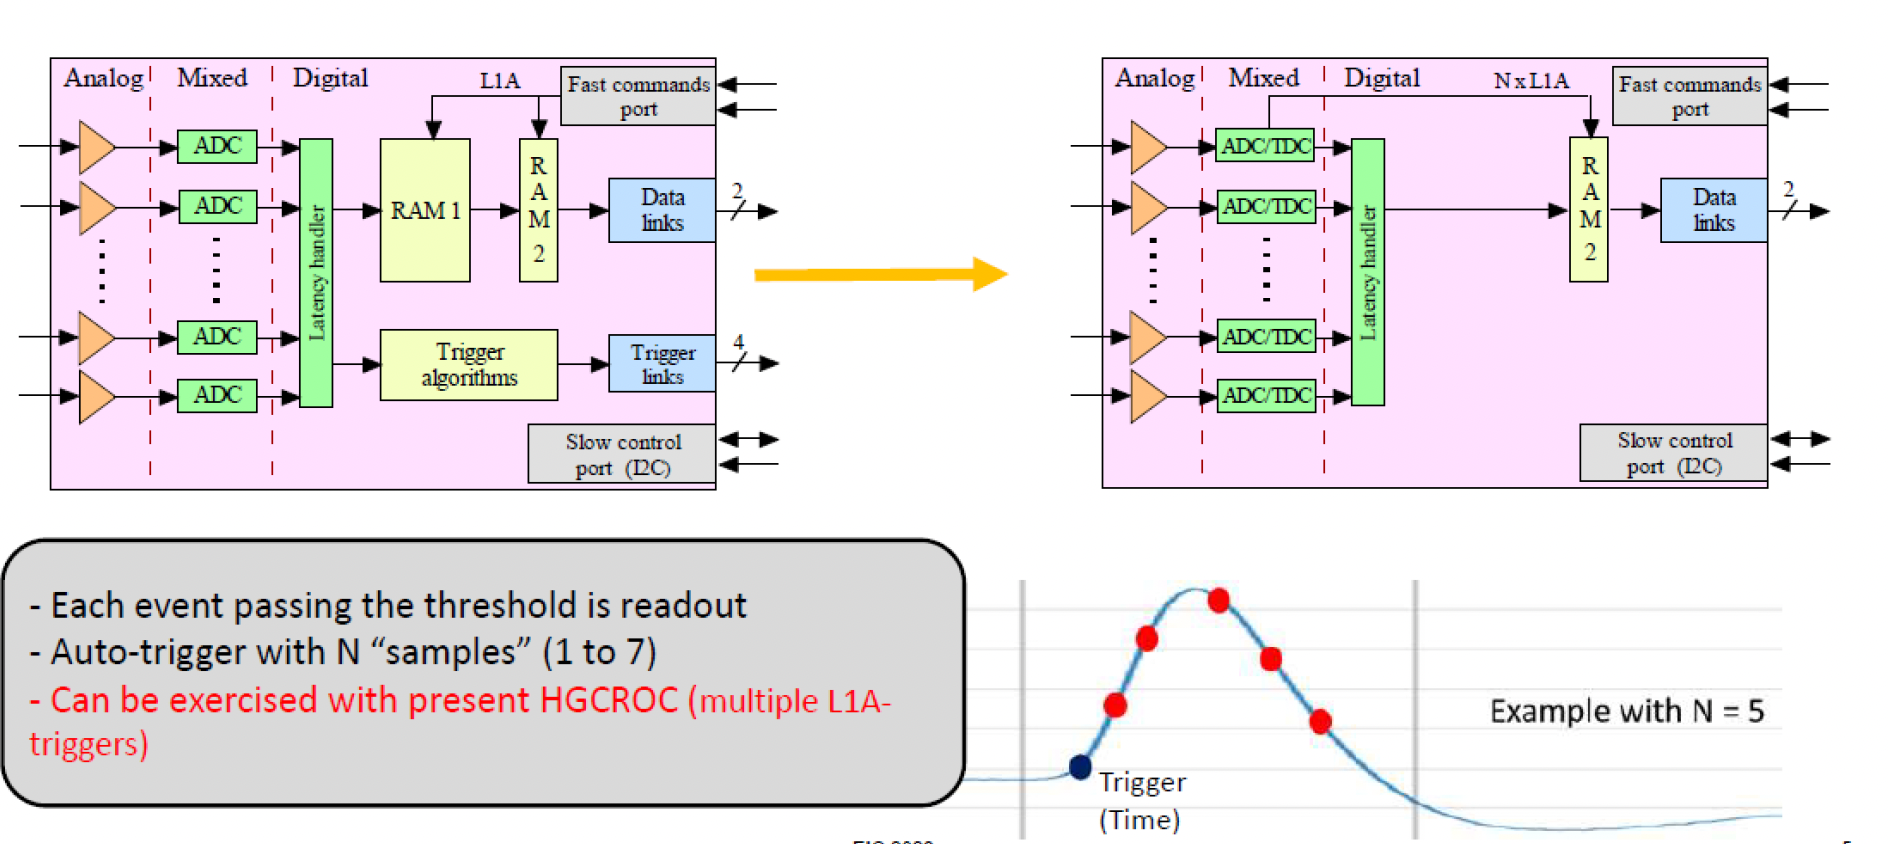 Analog Mixed Digital L1A
Fast commands
port
ADC
ADC
ADC
ADC
Latency handler
RAM 1
R
A
M
2
Data
links
2
Trigger
algorithms
Trigger
links
4
Slow control
port (I2C)
Analog Mixed Digital NxL1A
Fast commands
port
ADC/TDC
ADC/TDC
ADC/TDC
ADC/TDC
Latency handler
R
A
M
2
Data
links
2
Slow control
port (I2C)
- Each event passing the threshold is readout
- Auto-trigger with N “samples” (1 to 7)
- Can be exercised with present HGCROC (multiple L1A-
triggers)
Example with N = 5
Trigger
(Time)